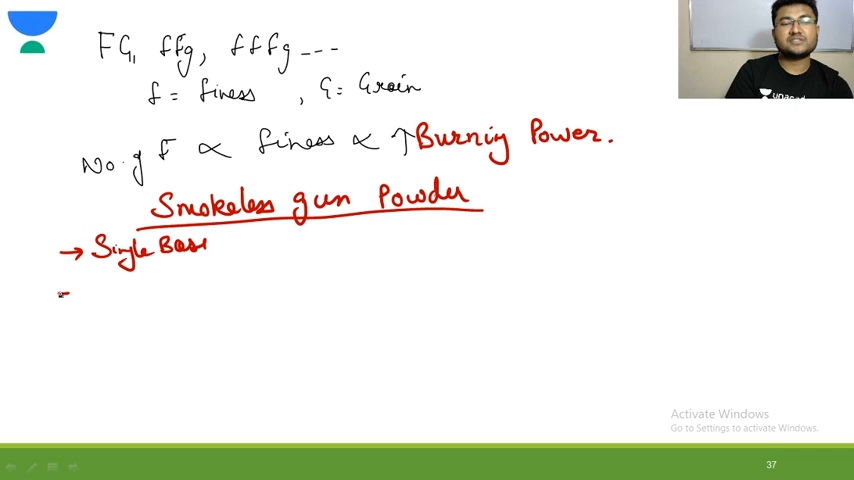 FG, ffg, fffg ---
f = finess , G = Grain
No. of F ∝ finess ∝ ↑ Burning Power.
Smokeless gun Powder
→ Single Base
unacad
Activate Windows
Go to Settings to activate Windows.
37